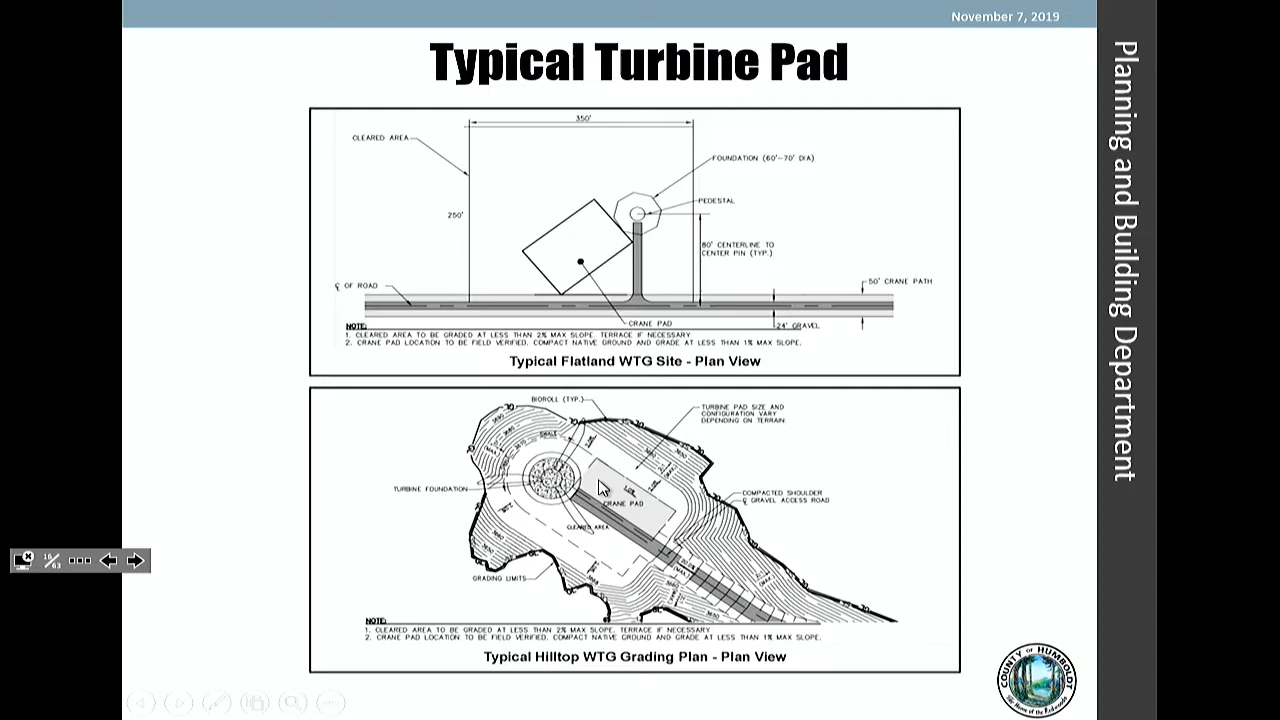 November 7, 2019
Planning and Building Department
Typical Turbine Pad
350'
CLEARED AREA
FOUNDATION (60'-70' DIA)
PEDESTAL
250'
80' CENTERLINE TO
CENTER PIN (TYP.)
℄ OF ROAD
50' CRANE PATH
CRANE PAD
24' GRAVEL
NOTE:
1. CLEARED AREA TO BE GRADED AT LESS THAN 2% MAX SLOPE. TERRACE IF NECESSARY
2. CRANE PAD LOCATION TO BE FIELD VERIFIED. COMPACT NATIVE GROUND AND GRADE AT LESS THAN 1% MAX SLOPE.
Typical Flatland WTG Site - Plan View
BIOROLL (TYP.)
TURBINE PAD SIZE AND
CONFIGURATION VARY
DEPENDING ON TERRAIN
SWALE
TURBINE FOUNDATION
CRANE PAD
COMPACTED SHOULDER
℄ GRAVEL ACCESS ROAD
CLEARED AREA
GRADING LIMITS
NOTE:
1. CLEARED AREA TO BE GRADED AT LESS THAN 2% MAX SLOPE. TERRACE IF NECESSARY
2. CRANE PAD LOCATION TO BE FIELD VERIFIED. COMPACT NATIVE GROUND AND GRADE AT LESS THAN 1% MAX SLOPE.
Typical Hilltop WTG Grading Plan - Plan View
COUNTY OF HUMBOLDT